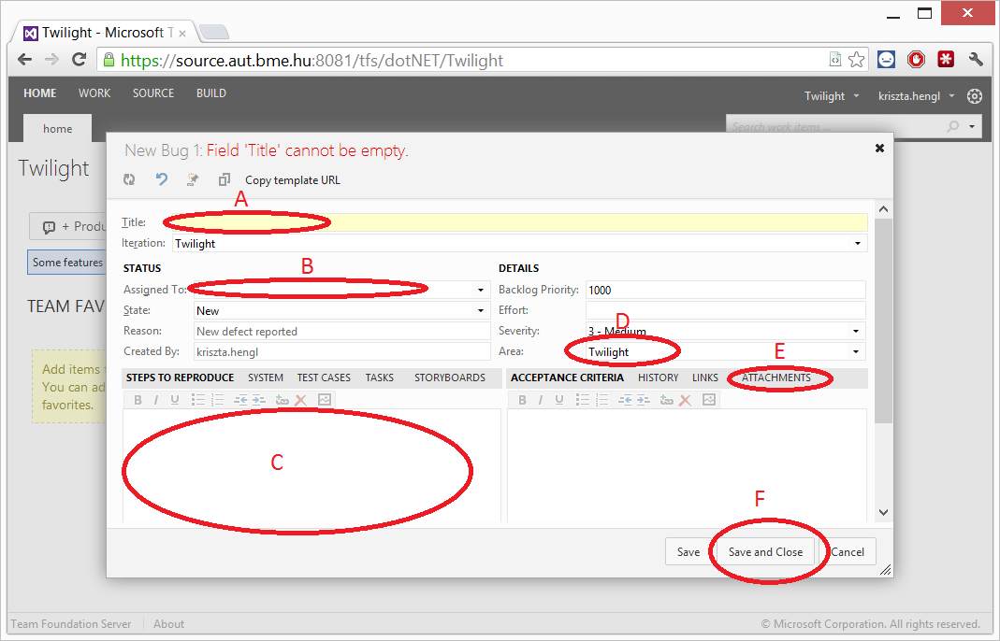 Twilight - Microsoft T
https://source.aut.bme.hu:8081/tfs/dotNET/Twilight
HOME WORK SOURCE BUILD Twilight kriszta.hengl
home Search work items ...
New Bug 1: Field 'Title' cannot be empty.
Twilight
Copy template URL
A
Title:
+ Produ
Iteration: Twilight
Some features
B
STATUS DETAILS
Assigned To: Backlog Priority: 1000
TEAM FAV
State: New Effort:
D
Reason: New defect reported Severity: 3 - Medium
Created By: kriszta.hengl Area: Twilight
E
Add items t
You can ad
favorites.
STEPS TO REPRODUCE SYSTEM TEST CASES TASKS STORYBOARDS ACCEPTANCE CRITERIA HISTORY LINKS ATTACHMENTS
B I U B I U
C
F
Save Save and Close Cancel
Team Foundation Server About © Microsoft Corporation. All rights reserved.